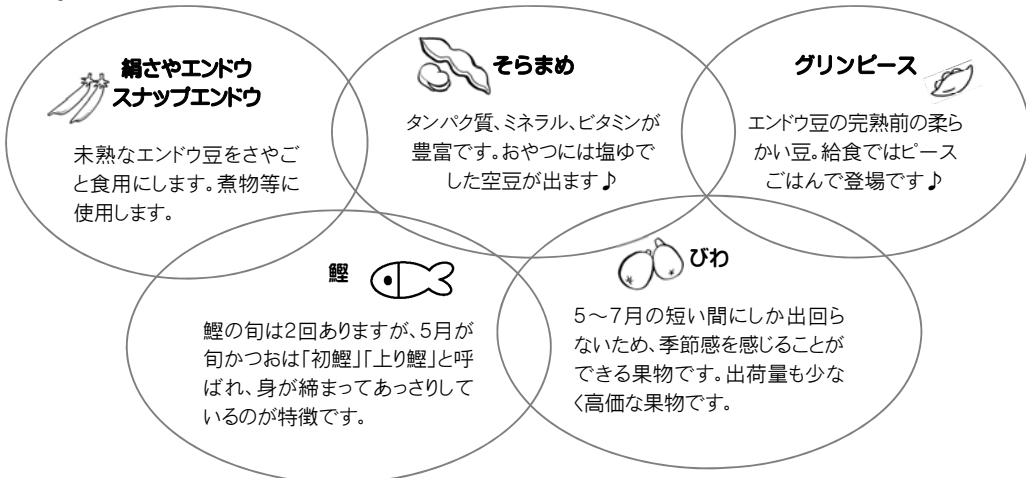 絹さやエンドウ
スナップエンドウ
未熟なエンドウ豆をさやご
と食用にします。煮物等に
使用します。
そらまめ
タンパク質、ミネラル、ビタミンが
豊富です。おやつには塩ゆで
した空豆が出ます♪
グリンピース
エンドウ豆の完熟前の柔ら
かい豆。給食ではピース
ごはんで登場です♪
鰹
鰹の旬は2回ありますが、5月が
旬かつおは「初鰹」「上り鰹」と呼
ばれ、身が締まってあっさりして
いるのが特徴です。
びわ
5~7月の短い間にしか出回ら
ないため、季節感を感じることが
できる果物です。出荷量も少な
く高価な果物です。